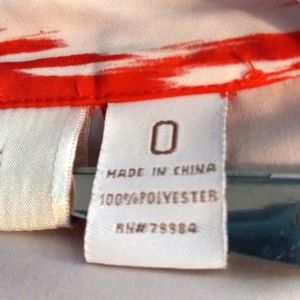 0
MADE IN CHINA
100%POLYESTER
RN#79984